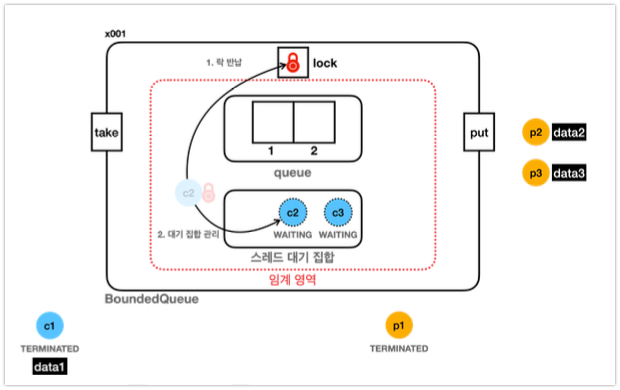 x001
1. 락 반납
lock
take
put
1
2
queue
p2 data2
p3 data3
c2
c2
c3
WAITING
WAITING
2. 대기 집합 관리
스레드 대기 집합
임계 영역
BoundedQueue
c1
TERMINATED
data1
p1
TERMINATED